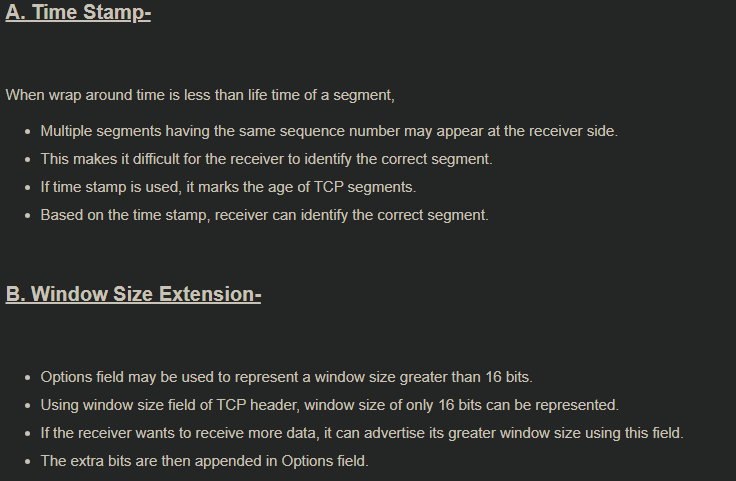 A. Time Stamp-
When wrap around time is less than life time of a segment,
• Multiple segments having the same sequence number may appear at the receiver side.
• This makes it difficult for the receiver to identify the correct segment.
• If time stamp is used, it marks the age of TCP segments.
• Based on the time stamp, receiver can identify the correct segment.
B. Window Size Extension-
• Options field may be used to represent a window size greater than 16 bits.
• Using window size field of TCP header, window size of only 16 bits can be represented.
• If the receiver wants to receive more data, it can advertise its greater window size using this field.
• The extra bits are then appended in Options field.